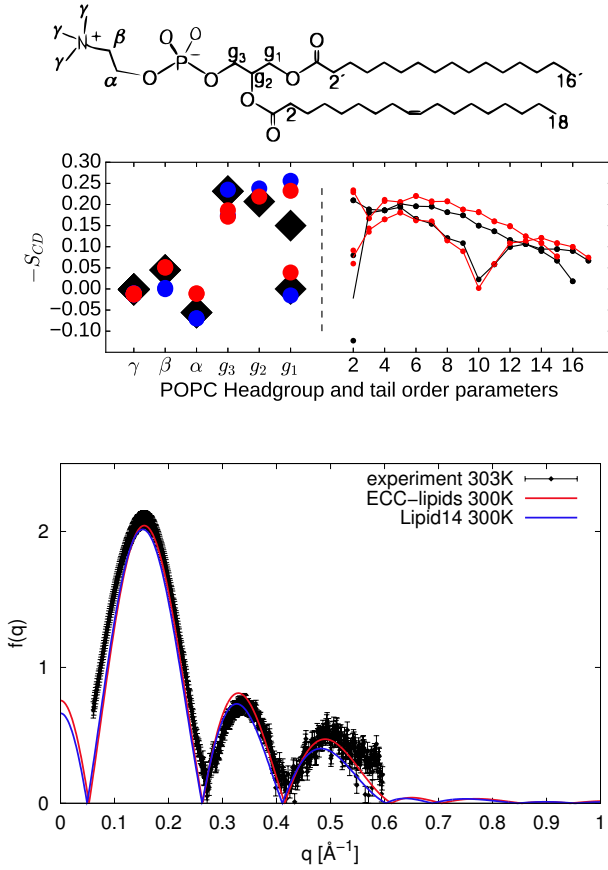 γ
γ N +
γ β α
O O
P −
O O
g₃ g₂ g₁
O O 2´ 16´
O O 2 18
0.30
0.25
0.20
0.15
0.10
0.05
0.00
−0.05
−0.10
−S_CD
γ β α g₃ g₂ g₁ 2 4 6 8 10 12 14 16
POPC Headgroup and tail order parameters
experiment 303K
ECC−lipids 300K
Lipid14 300K
2
1
0
f(q)
0 0.1 0.2 0.3 0.4 0.5 0.6 0.7 0.8 0.9 1
q [Å⁻¹]